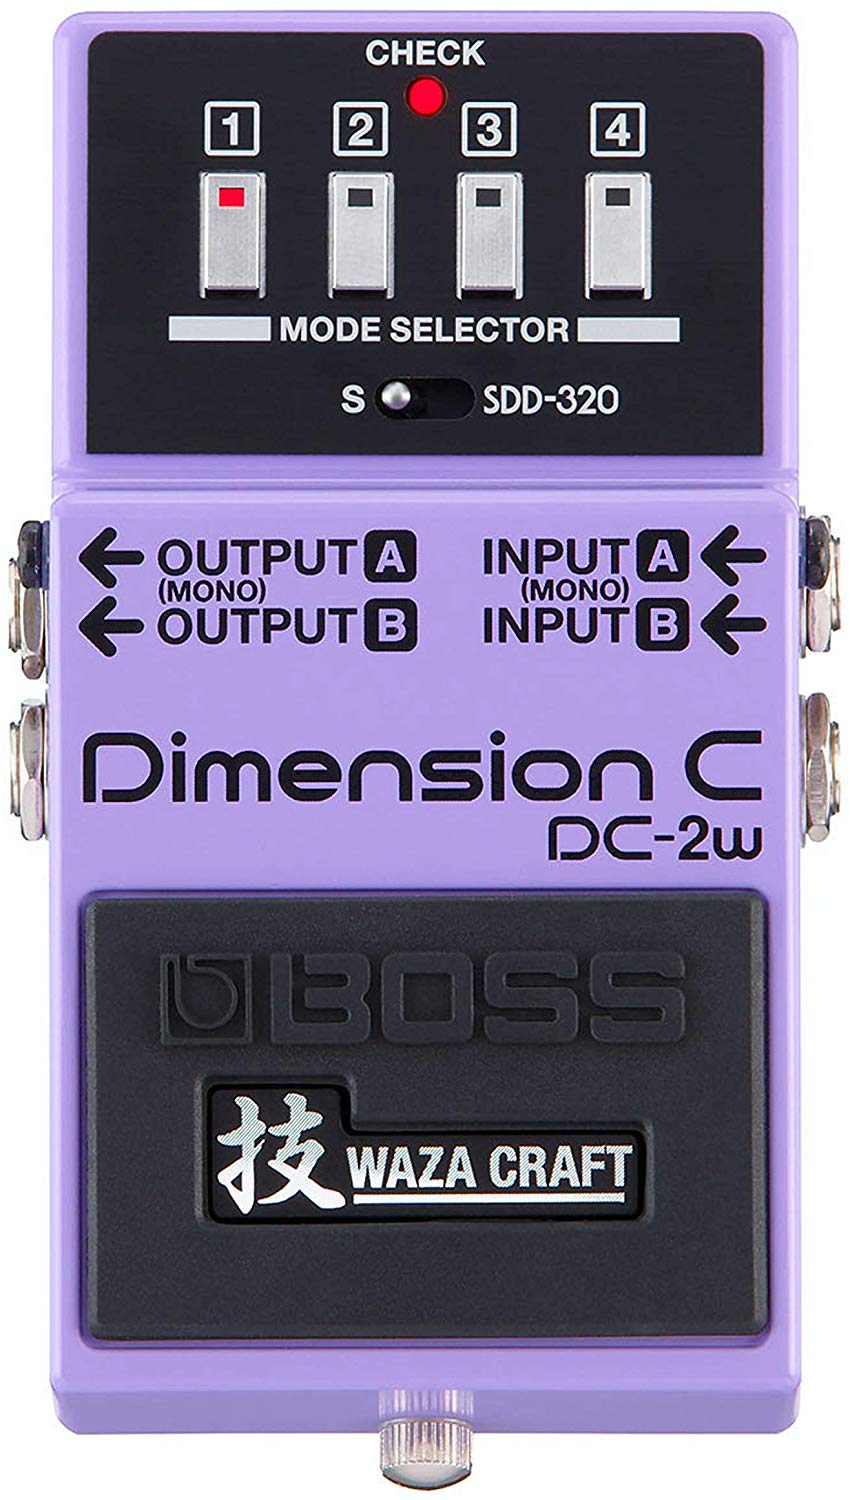 CHECK
1 2 3 4
MODE SELECTOR
S SDD-320
OUTPUT A INPUT A
(MONO) (MONO)
OUTPUT B INPUT B
Dimension C
DC-2w
BOSS
技 WAZA CRAFT